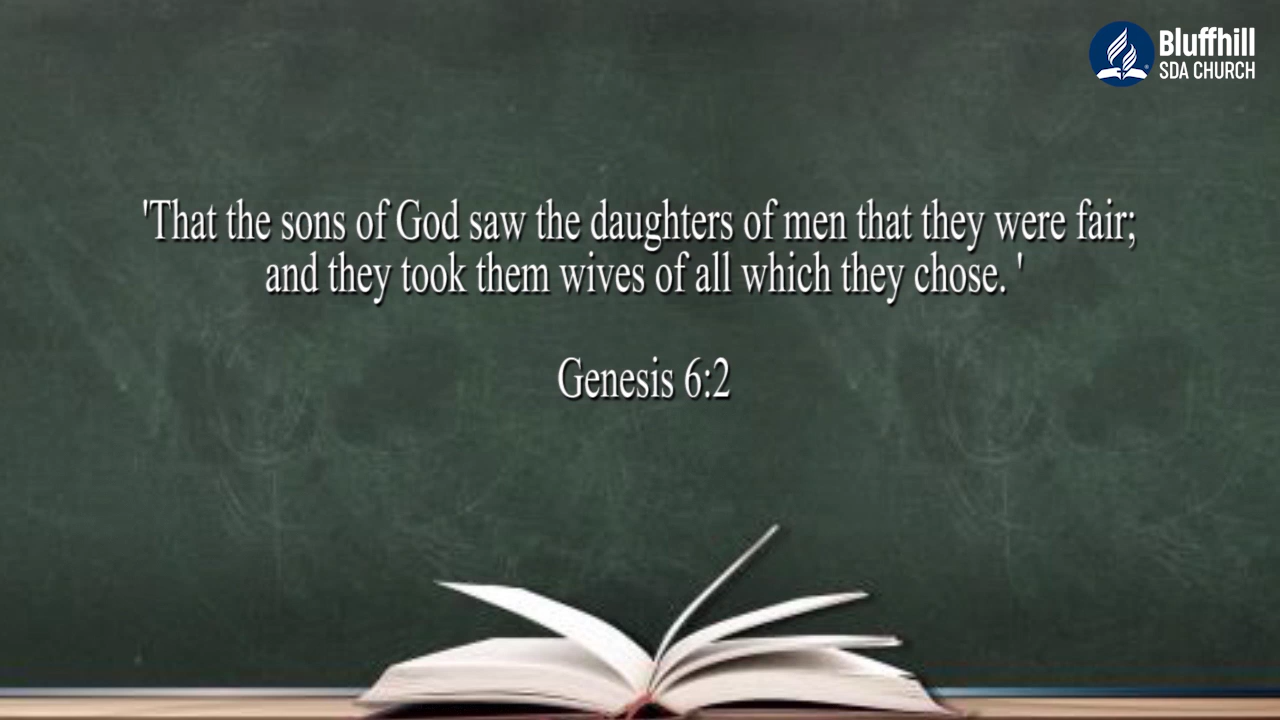 Bluffhill
SDA CHURCH
'That the sons of God saw the daughters of men that they were fair;
and they took them wives of all which they chose. '
Genesis 6:2